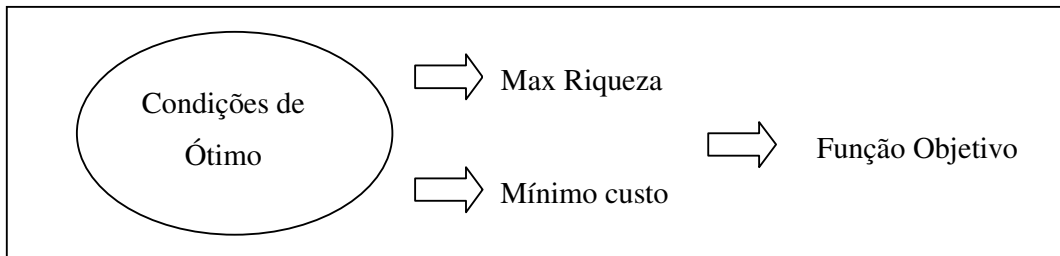 Condições de
Ótimo
Max Riqueza
Mínimo custo
Função Objetivo